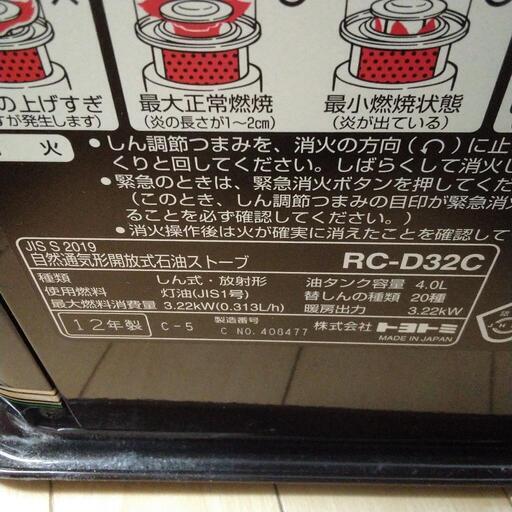 の上げすぎ
すが発生します)
最大正常燃焼
(炎の長さが1〜2cm)
最小燃焼状態
(炎が出ている)
火
●しん調節つまみを、消火の方向(
)に止
くりと回してください。しばらくして消火し
●緊急のときは、緊急消火ボタンを押してくだ
(このとき、しん調節つまみの目印が緊急消火
ることを必ず確認してください。)
●消火操作後は火が確実に消えたことを確認
JIS S 2019
自然通気形開放式石油ストーブ
RC-D32C
種類 しん式・放射形
油タンク容量 4.0L
使用燃料 灯油(JIS1号)
替しんの種類 20種
最大燃料消費量 3.22kW(0.313L/h)
暖房出力 3.22kW
12年製 C-5
製造番号
C NO.406477
株式会社 トヨトミ
MADE IN JAPAN